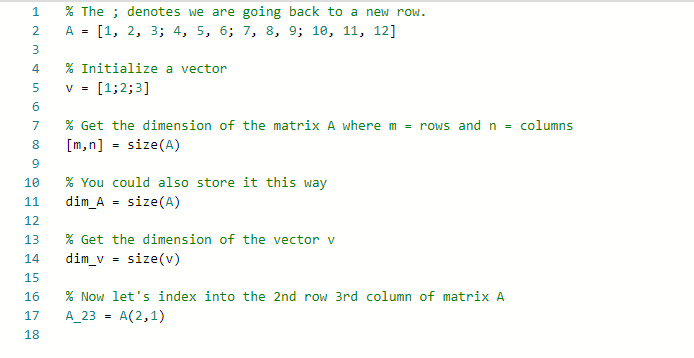 1 % The ; denotes we are going back to a new row.
2 A = [1, 2, 3; 4, 5, 6; 7, 8, 9; 10, 11, 12]
3
4 % Initialize a vector
5 v = [1;2;3]
6
7 % Get the dimension of the matrix A where m = rows and n = columns
8 [m,n] = size(A)
9
10 % You could also store it this way
11 dim_A = size(A)
12
13 % Get the dimension of the vector v
14 dim_v = size(v)
15
16 % Now let's index into the 2nd row 3rd column of matrix A
17 A_23 = A(2,1)
18